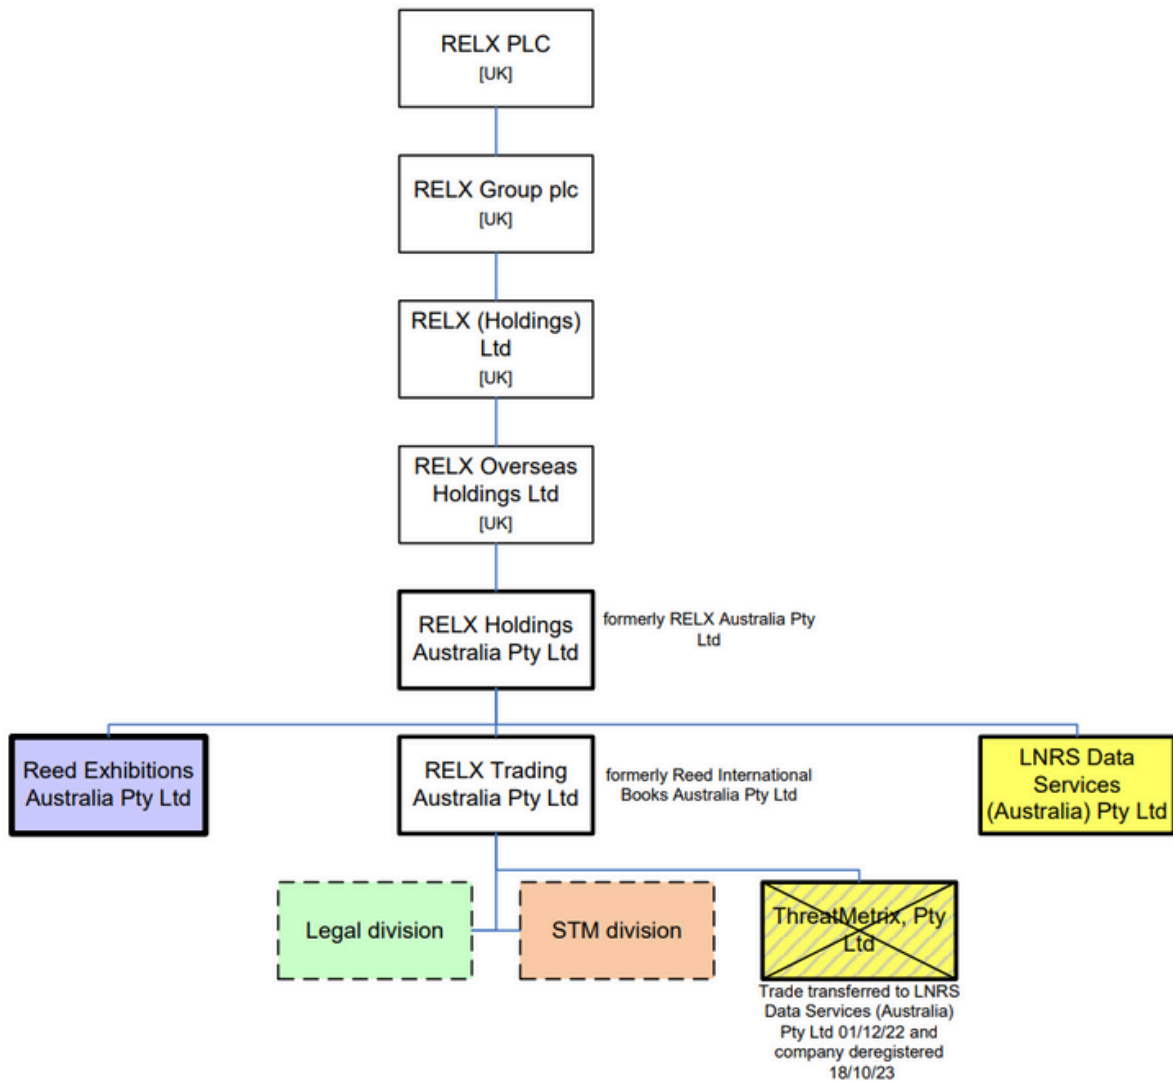 RELX PLC
[UK]
RELX Group plc
[UK]
RELX (Holdings)
Ltd
[UK]
RELX Overseas
Holdings Ltd
[UK]
RELX Holdings
Australia Pty Ltd
formerly RELX Australia Pty
Ltd
Reed Exhibitions
Australia Pty Ltd
RELX Trading
Australia Pty Ltd
formerly Reed International
Books Australia Pty Ltd
LNRS Data
Services
(Australia) Pty Ltd
Legal division
STM division
ThreatMetrix, Pty
Ltd
Trade transferred to LNRS
Data Services (Australia)
Pty Ltd 01/12/22 and
company deregistered
18/10/23